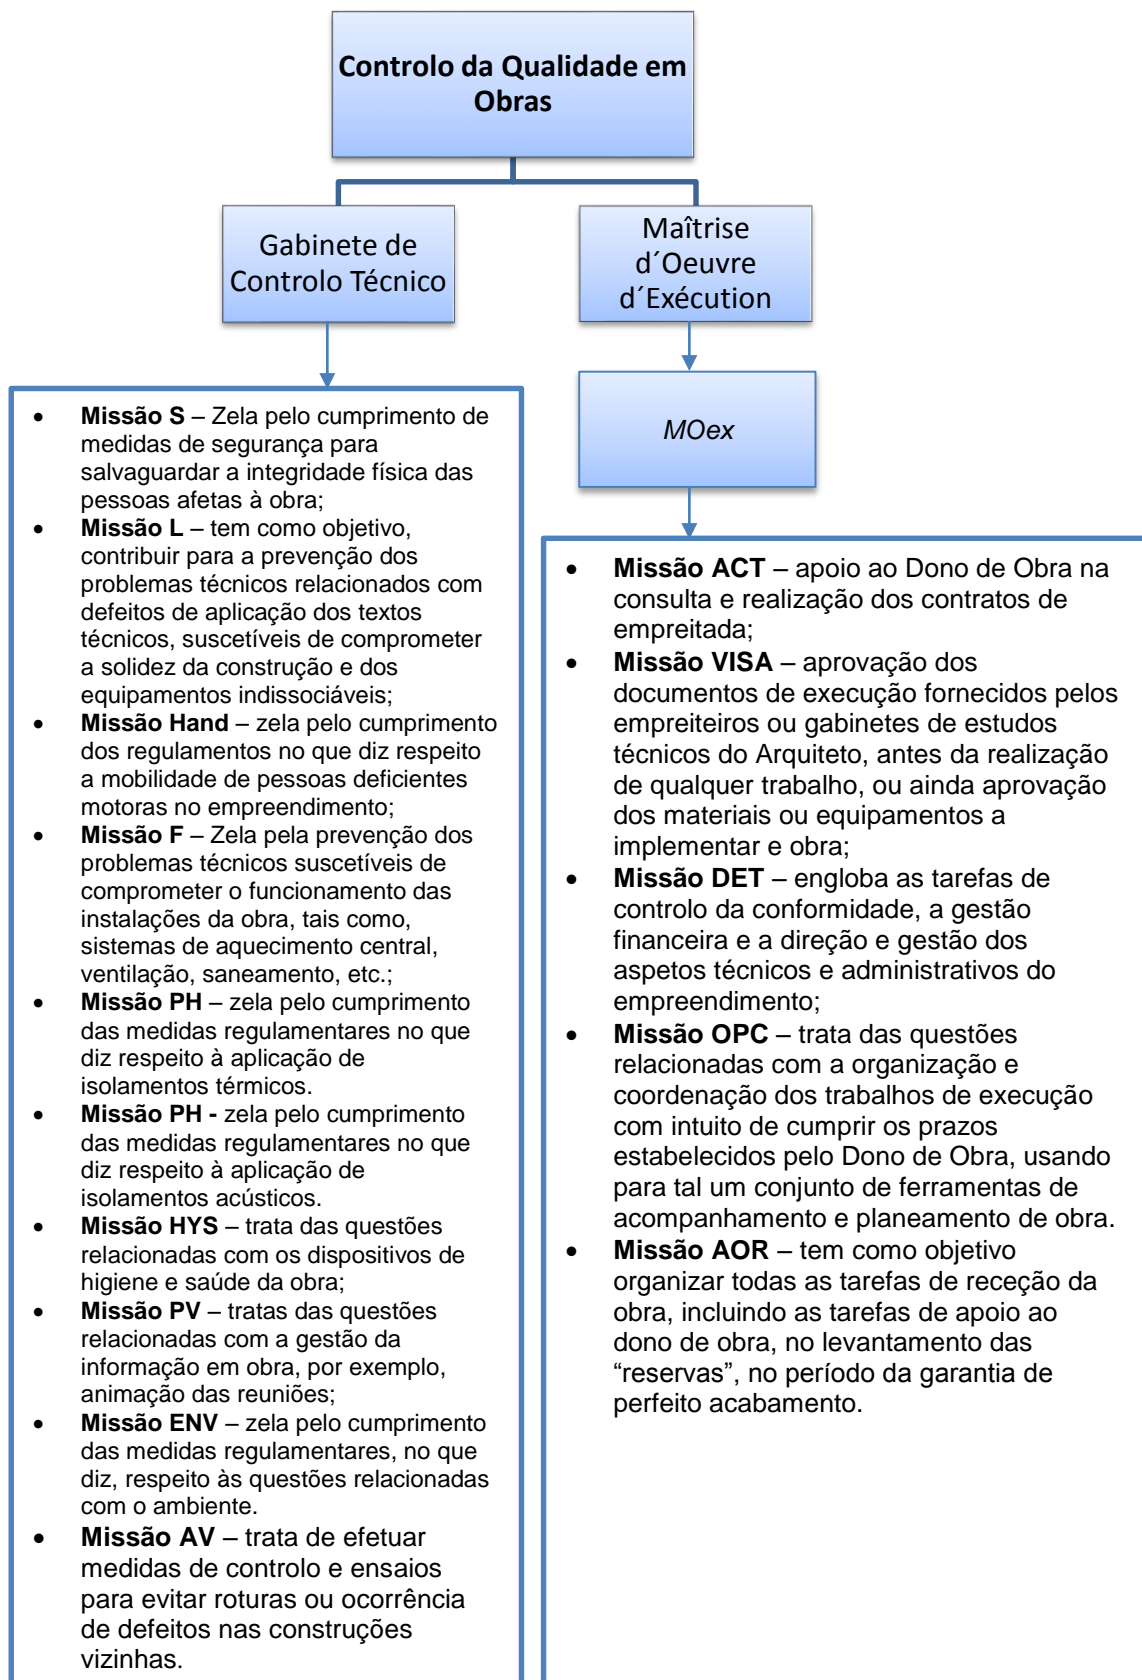 Controlo da Qualidade em
Obras
Gabinete de
Controlo Técnico
Maîtrise
d´Oeuvre
d´Exécution
MOex
• Missão S – Zela pelo cumprimento de
medidas de segurança para
salvaguardar a integridade física das
pessoas afetas à obra;
• Missão L – tem como objetivo,
contribuir para a prevenção dos
problemas técnicos relacionados com
defeitos de aplicação dos textos
técnicos, suscetíveis de comprometer
a solidez da construção e dos
equipamentos indissociáveis;
• Missão Hand – zela pelo cumprimento
dos regulamentos no que diz respeito
a mobilidade de pessoas deficientes
motoras no empreendimento;
• Missão F – Zela pela prevenção dos
problemas técnicos suscetíveis de
comprometer o funcionamento das
instalações da obra, tais como,
sistemas de aquecimento central,
ventilação, saneamento, etc.;
• Missão PH – zela pelo cumprimento
das medidas regulamentares no que
diz respeito à aplicação de
isolamentos térmicos.
• Missão PH - zela pelo cumprimento
das medidas regulamentares no que
diz respeito à aplicação de
isolamentos acústicos.
• Missão HYS – trata das questões
relacionadas com os dispositivos de
higiene e saúde da obra;
• Missão PV – tratas das questões
relacionadas com a gestão da
informação em obra, por exemplo,
animação das reuniões;
• Missão ENV – zela pelo cumprimento
das medidas regulamentares, no que
diz, respeito às questões relacionadas
com o ambiente.
• Missão AV – trata de efetuar
medidas de controlo e ensaios
para evitar roturas ou ocorrência
de defeitos nas construções
vizinhas.
• Missão ACT – apoio ao Dono de Obra na
consulta e realização dos contratos de
empreitada;
• Missão VISA – aprovação dos
documentos de execução fornecidos pelos
empreiteiros ou gabinetes de estudos
técnicos do Arquiteto, antes da realização
de qualquer trabalho, ou ainda aprovação
dos materiais ou equipamentos a
implementar e obra;
• Missão DET – engloba as tarefas de
controlo da conformidade, a gestão
financeira e a direção e gestão dos
aspetos técnicos e administrativos do
empreendimento;
• Missão OPC – trata das questões
relacionadas com a organização e
coordenação dos trabalhos de execução
com intuito de cumprir os prazos
estabelecidos pelo Dono de Obra, usando
para tal um conjunto de ferramentas de
acompanhamento e planeamento de obra.
• Missão AOR – tem como objetivo
organizar todas as tarefas de receção da
obra, incluindo as tarefas de apoio ao
dono de obra, no levantamento das
“reservas”, no período da garantia de
perfeito acabamento.